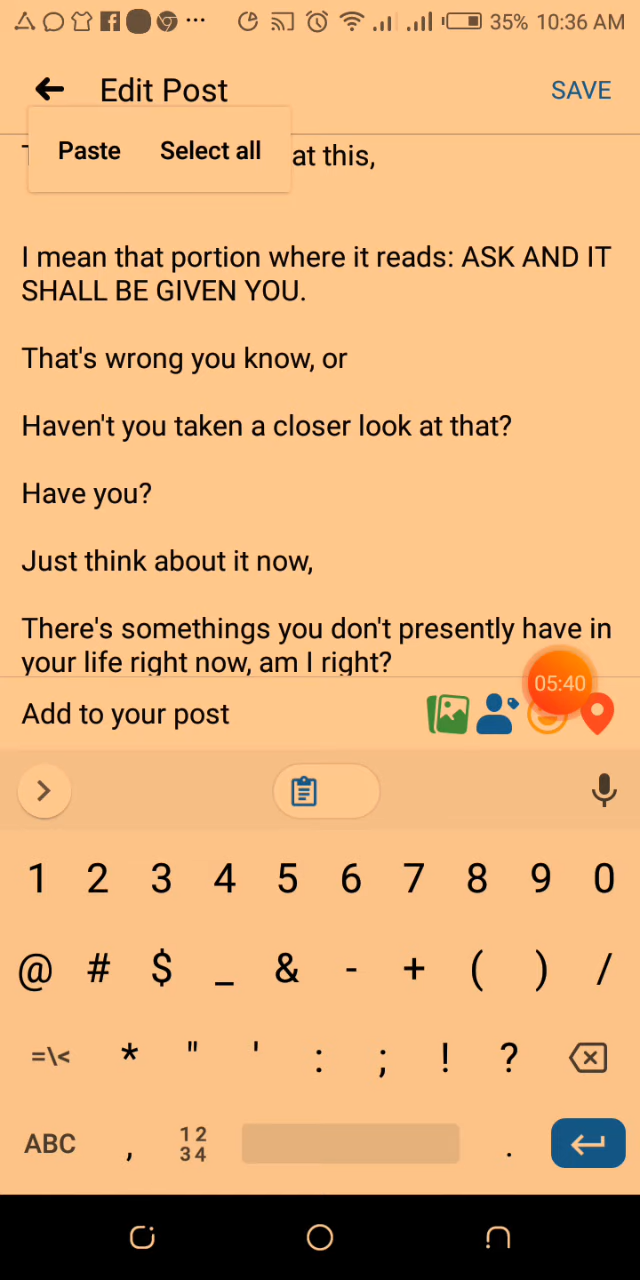 35% 10:36 AM
Edit Post
SAVE
Paste Select all
at this,
I mean that portion where it reads: ASK AND IT
SHALL BE GIVEN YOU.
That's wrong you know, or
Haven't you taken a closer look at that?
Have you?
Just think about it now,
There's somethings you don't presently have in
your life right now, am I right?
05:40
Add to your post
1 2 3 4 5 6 7 8 9 0
@ # $ _ & - + ( ) /
=\< * " ' : ; ! ?
ABC , 12 .
34